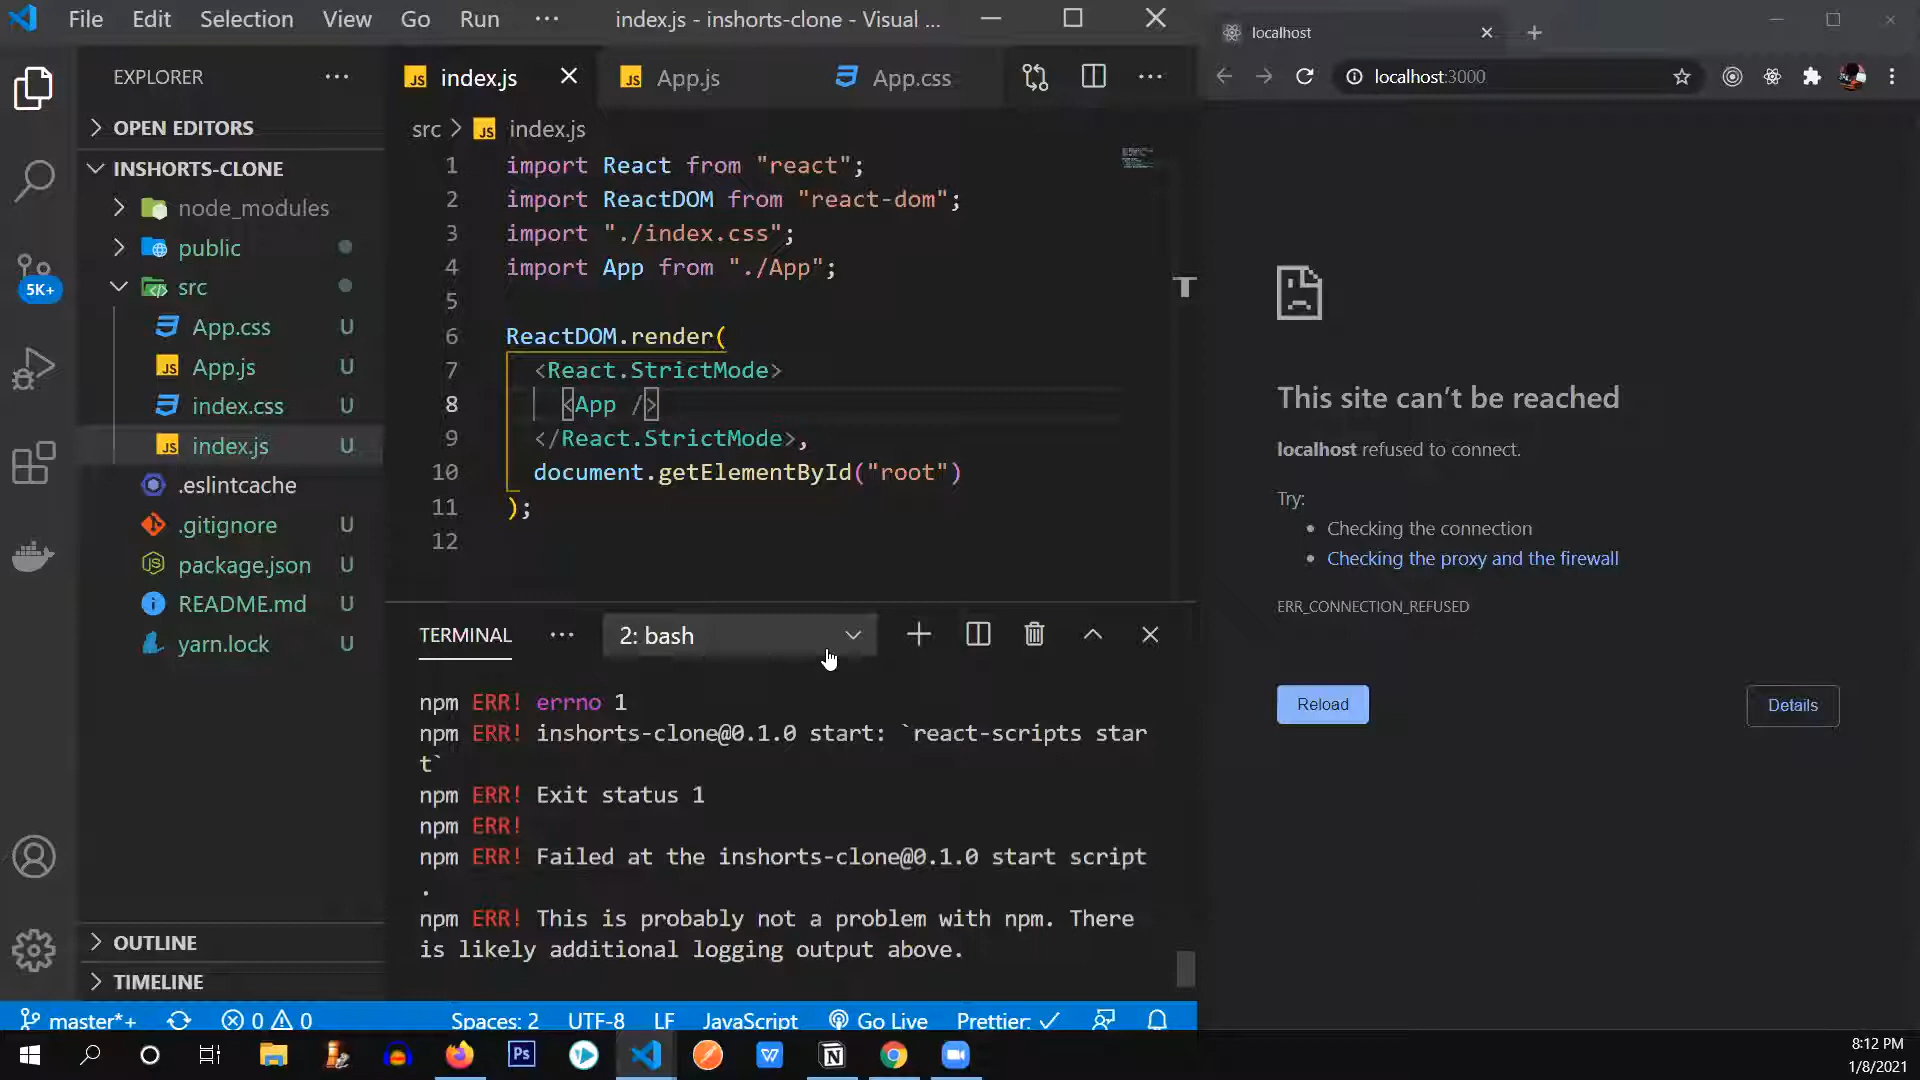 File Edit Selection View Go Run ··· index.js - inshorts-clone - Visual ...
EXPLORER ···
OPEN EDITORS
INSHORTS-CLONE
node_modules
public
src
App.css U
App.js U
index.css U
index.js U
.eslintcache
.gitignore U
package.json U
README.md U
yarn.lock U
OUTLINE
TIMELINE
5K+
index.js App.js App.css
src > JS index.js
1 import React from "react";
2 import ReactDOM from "react-dom";
3 import "./index.css";
4 import App from "./App";
5
6 ReactDOM.render(
7 <React.StrictMode>
8 <App />
9 </React.StrictMode>,
10 document.getElementById("root")
11 );
12
TERMINAL ··· 2: bash
npm ERR! errno 1
npm ERR! inshorts-clone@0.1.0 start: `react-scripts star
t`
npm ERR! Exit status 1
npm ERR!
npm ERR! Failed at the inshorts-clone@0.1.0 start script
.
npm ERR! This is probably not a problem with npm. There
is likely additional logging output above.
master*+ 0 0 Spaces: 2 UTF-8 LF JavaScript Go Live Prettier: ✓
localhost
localhost:3000
This site can’t be reached
localhost refused to connect.
Try:
• Checking the connection
• Checking the proxy and the firewall
ERR_CONNECTION_REFUSED
Reload Details
8:12 PM
1/8/2021